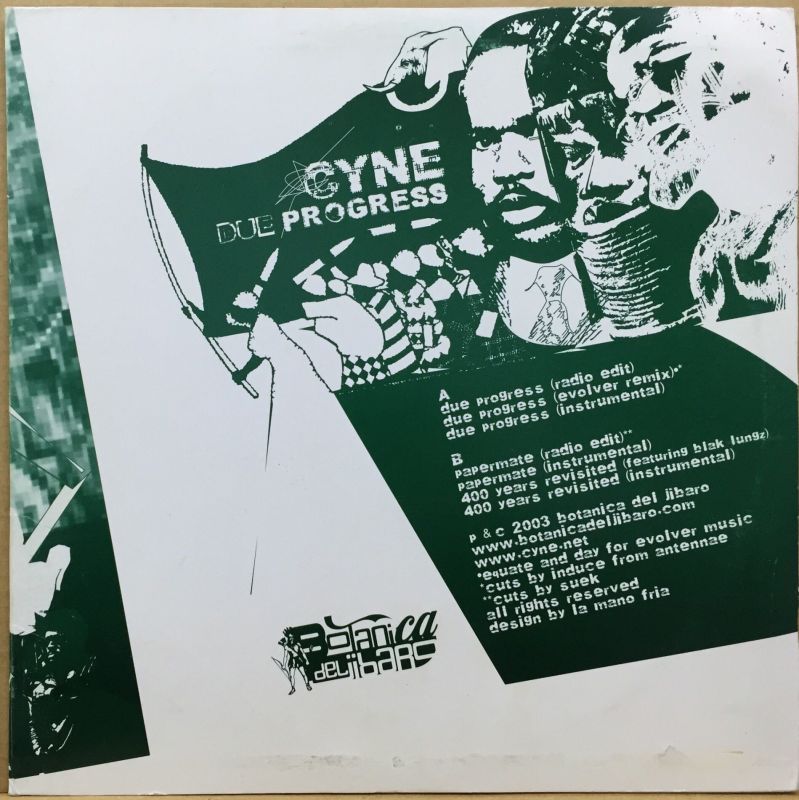 CYNE
DUE PROGRESS
A
due progress (radio edit)
due progress (evolver remix)•*
due progress (instrumental)
B
papermate (radio edit)**
papermate (instrumental)
400 years revisited (featuring blak lungz)
400 years revisited (instrumental)
p & c 2003 botanica del jibaro
www.botanicadeljibaro.com
www.cyne.net
•equate and day for evolver music
*cuts by induce from antennae
**cuts by suek
all rights reserved
design by la mano fria
BOTANICA
DEL JIBARO